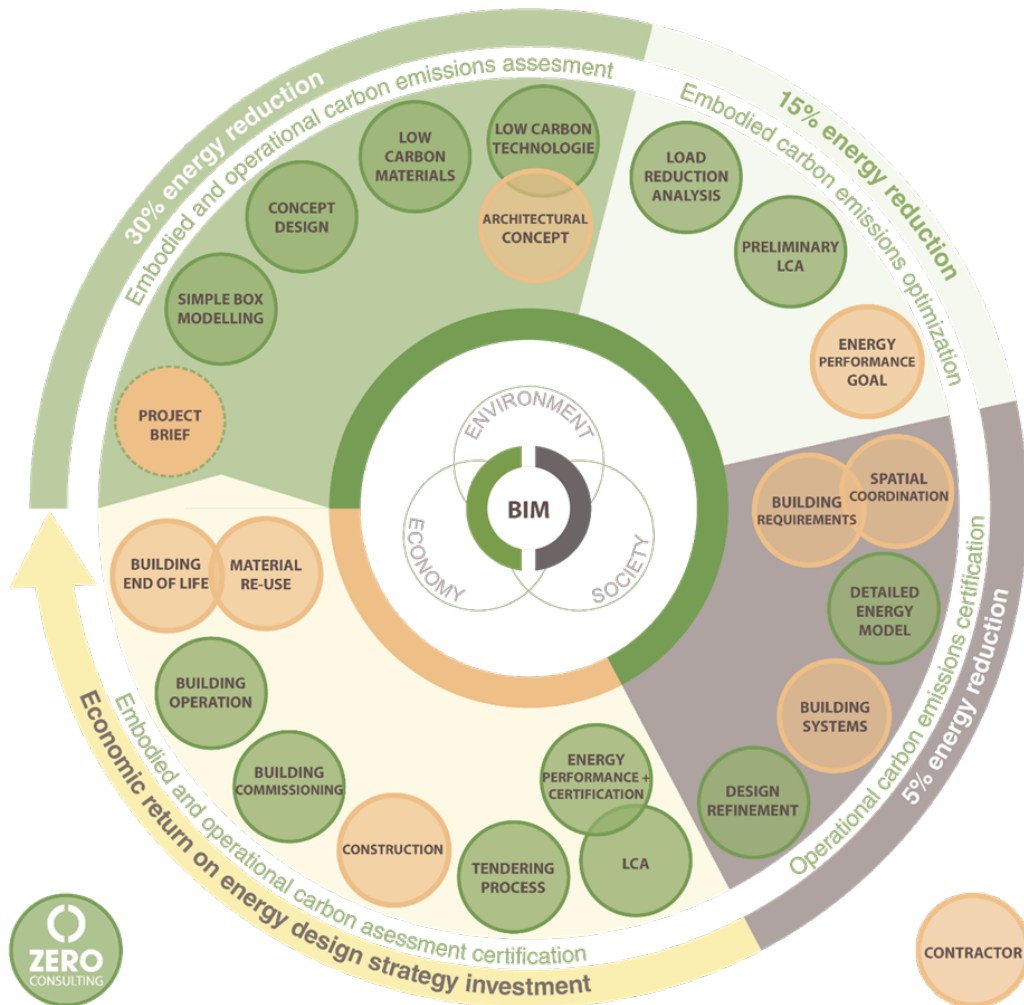 30% energy reduction
Embodied and operational carbon emissions assesment
15% energy reduction
Embodied carbon emissions optimization
LOW
CARBON
MATERIALS
LOW CARBON
TECHNOLOGIE
LOAD
REDUCTION
ANALYSIS
CONCEPT
DESIGN
ARCHITECTURAL
CONCEPT
PRELIMINARY
LCA
SIMPLE BOX
MODELLING
ENERGY
PERFORMANCE
GOAL
PROJECT
BRIEF
ENVIRONMENT
ECONOMY
SOCIETY
BIM
BUILDING
REQUIREMENTS
SPATIAL
COORDINATION
DETAILED
ENERGY
MODEL
BUILDING
SYSTEMS
DESIGN
REFINEMENT
5% energy reduction
Operational carbon emissions certification
BUILDING
END OF LIFE
MATERIAL
RE-USE
BUILDING
OPERATION
BUILDING
COMMISSIONING
CONSTRUCTION
TENDERING
PROCESS
ENERGY
PERFORMANCE +
CERTIFICATION
LCA
Embodied and operational carbon asessment certification
Economic return on energy design strategy investment
ZERO
CONSULTING
CONTRACTOR